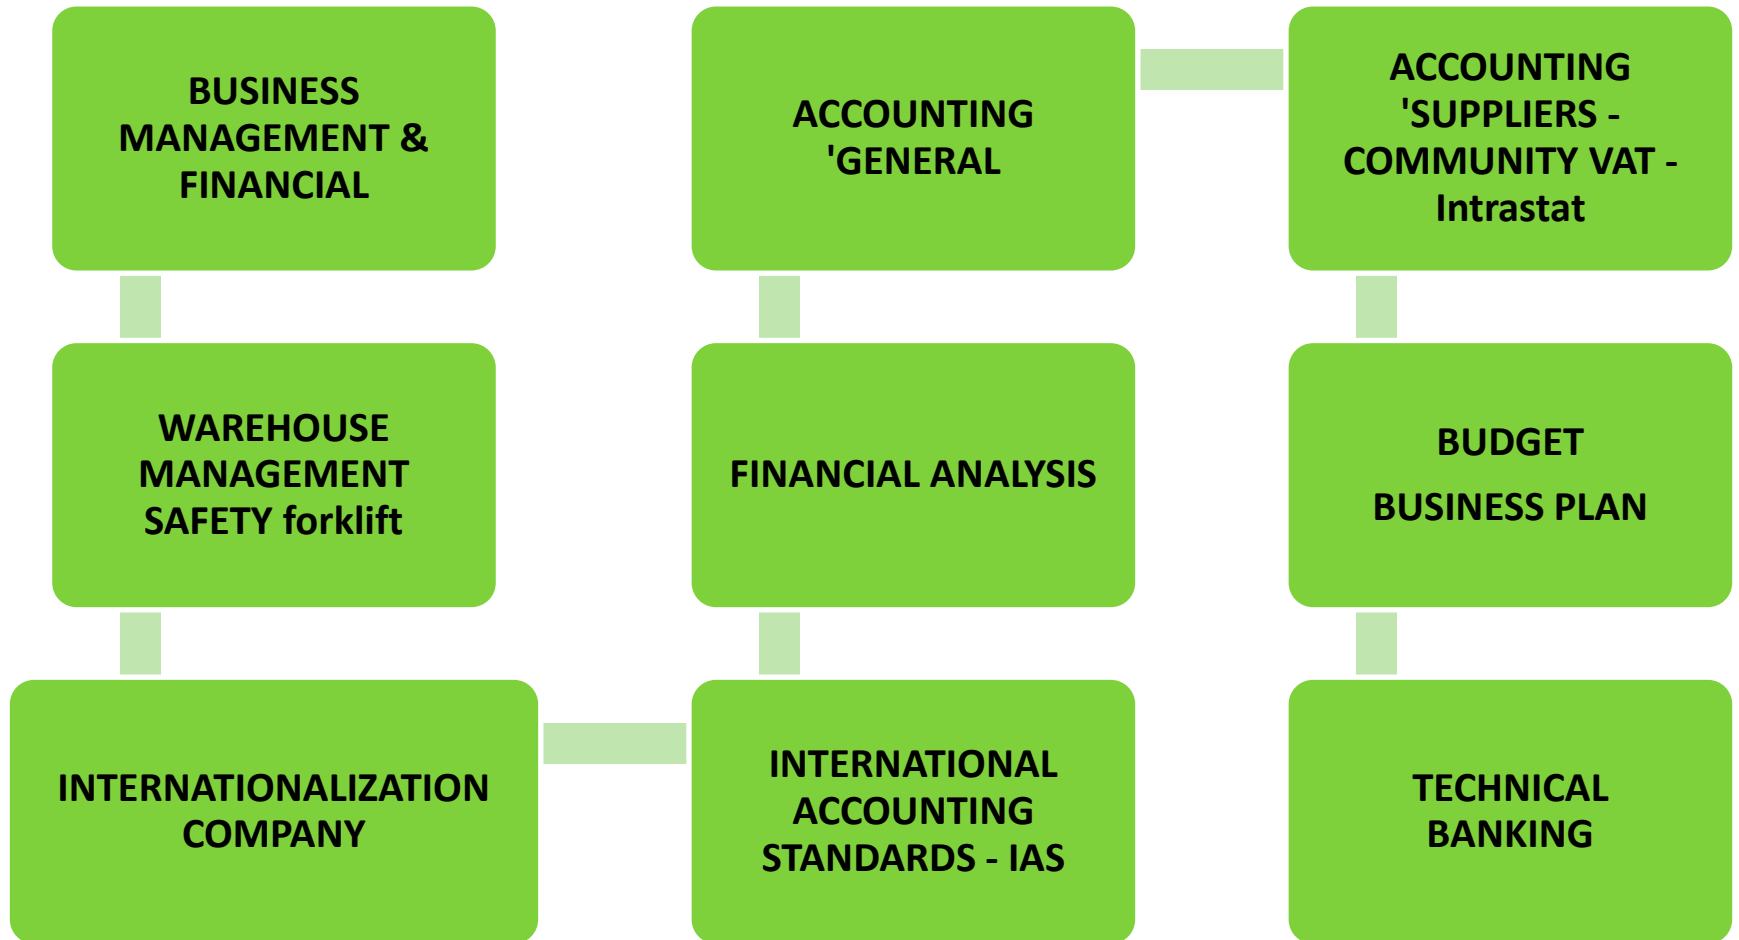 BUSINESS
MANAGEMENT &
FINANCIAL
WAREHOUSE
MANAGEMENT
SAFETY forklift
INTERNATIONALIZATION
COMPANY
INTERNATIONAL
ACCOUNTING
STANDARDS - IAS
FINANCIAL ANALYSIS
ACCOUNTING
'GENERAL
ACCOUNTING
'SUPPLIERS -
COMMUNITY VAT -
Intrastat
BUDGET
BUSINESS PLAN
TECHNICAL
BANKING